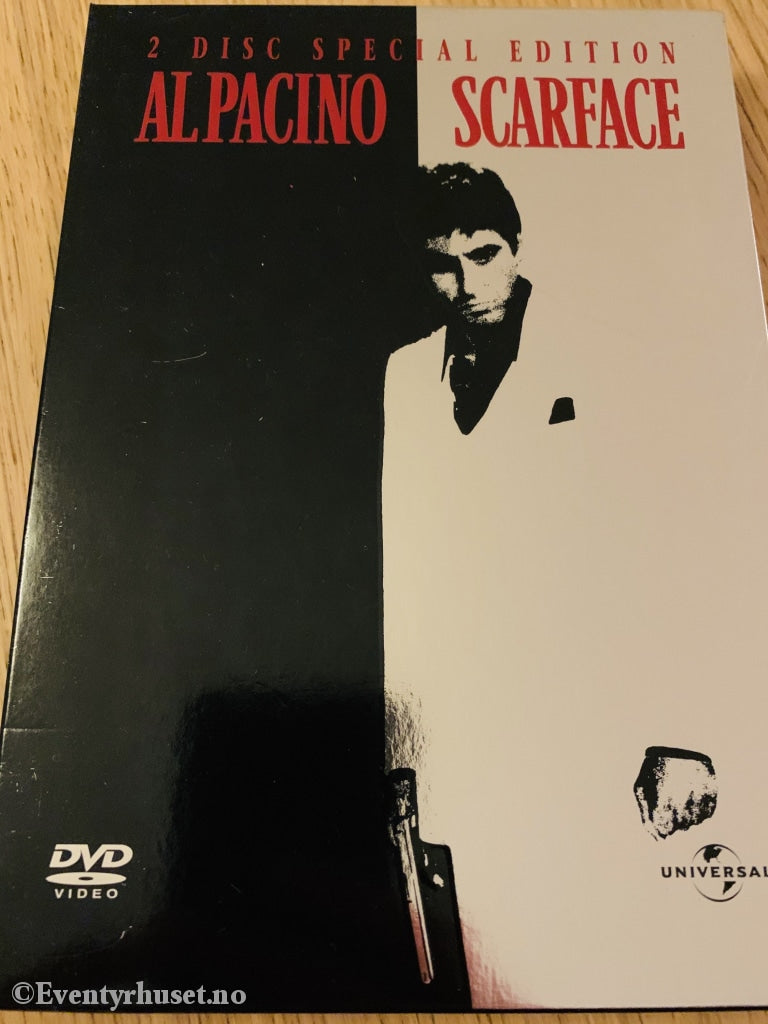 2 DISC SPECIAL EDITION
AL PACINO SCARFACE
DVD
VIDEO
UNIVERSAL
©Eventyrhuset.no